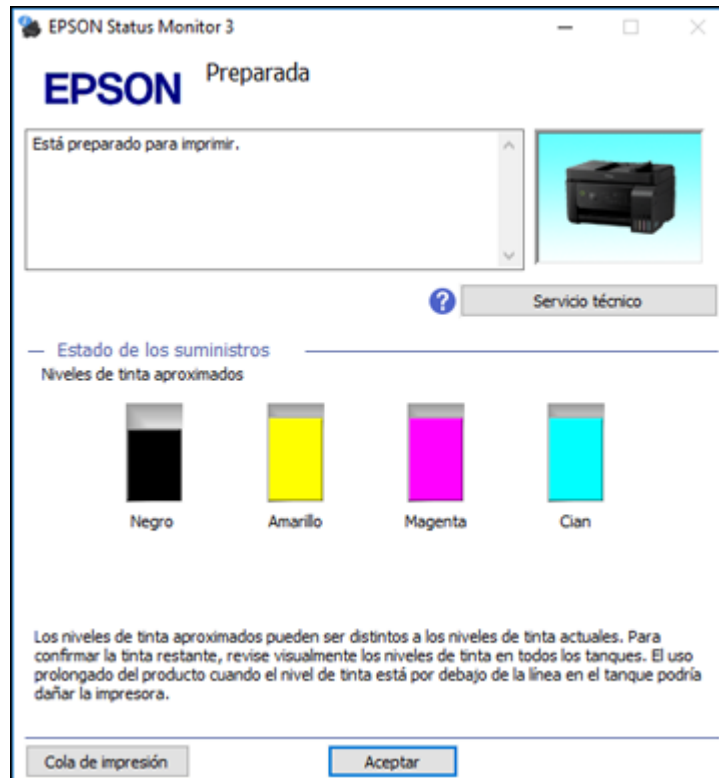 EPSON Status Monitor 3
EPSON
Preparada
Está preparado para imprimir.
Servicio técnico
Estado de los suministros
Niveles de tinta aproximados
Negro
Amarillo
Magenta
Cian
Los niveles de tinta aproximados pueden ser distintos a los niveles de tinta actuales. Para
confirmar la tinta restante, revise visualmente los niveles de tinta en todos los tanques. El uso
prolongado del producto cuando el nivel de tinta está por debajo de la línea en el tanque podría
dañar la impresora.
Cola de impresión
Aceptar